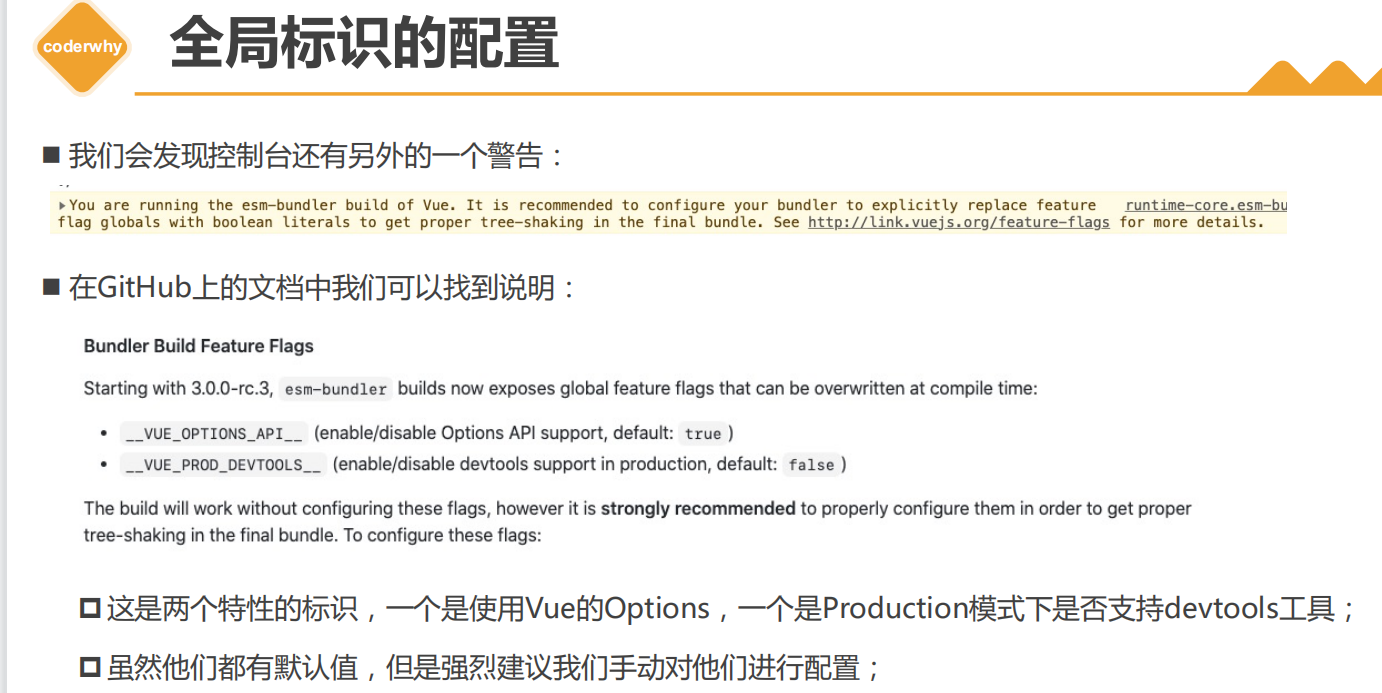 coderwhy
全局标识的配置
■ 我们会发现控制台还有另外的一个警告：
▸You are running the esm-bundler build of Vue. It is recommended to configure your bundler to explicitly replace feature runtime-core.esm-bu
flag globals with boolean literals to get proper tree-shaking in the final bundle. See http://link.vuejs.org/feature-flags for more details.
■ 在GitHub上的文档中我们可以找到说明：
Bundler Build Feature Flags
Starting with 3.0.0-rc.3, esm-bundler builds now exposes global feature flags that can be overwritten at compile time:
• __VUE_OPTIONS_API__ (enable/disable Options API support, default: true )
• __VUE_PROD_DEVTOOLS__ (enable/disable devtools support in production, default: false )
The build will work without configuring these flags, however it is strongly recommended to properly configure them in order to get proper
tree-shaking in the final bundle. To configure these flags:
这是两个特性的标识，一个是使用Vue的Options，一个是Production模式下是否支持devtools工具；
虽然他们都有默认值，但是强烈建议我们手动对他们进行配置；